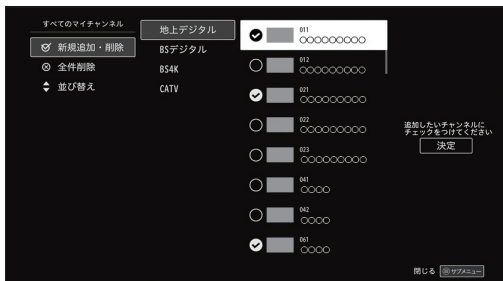 すべてのマイチャンネル
新規追加・削除
全件削除
並び替え
地上デジタル
BSデジタル
BS4K
CATV
011
○○○○○○○○○
012
○○○○○○○○○
021
○○○○○○○○○
022
○○○○○○○○○
023
○○○○○○○○○
041
○○○○
042
○○○○
061
○○○○
追加したいチャンネルに
チェックをつけてください
決定
閉じる サブメニュー